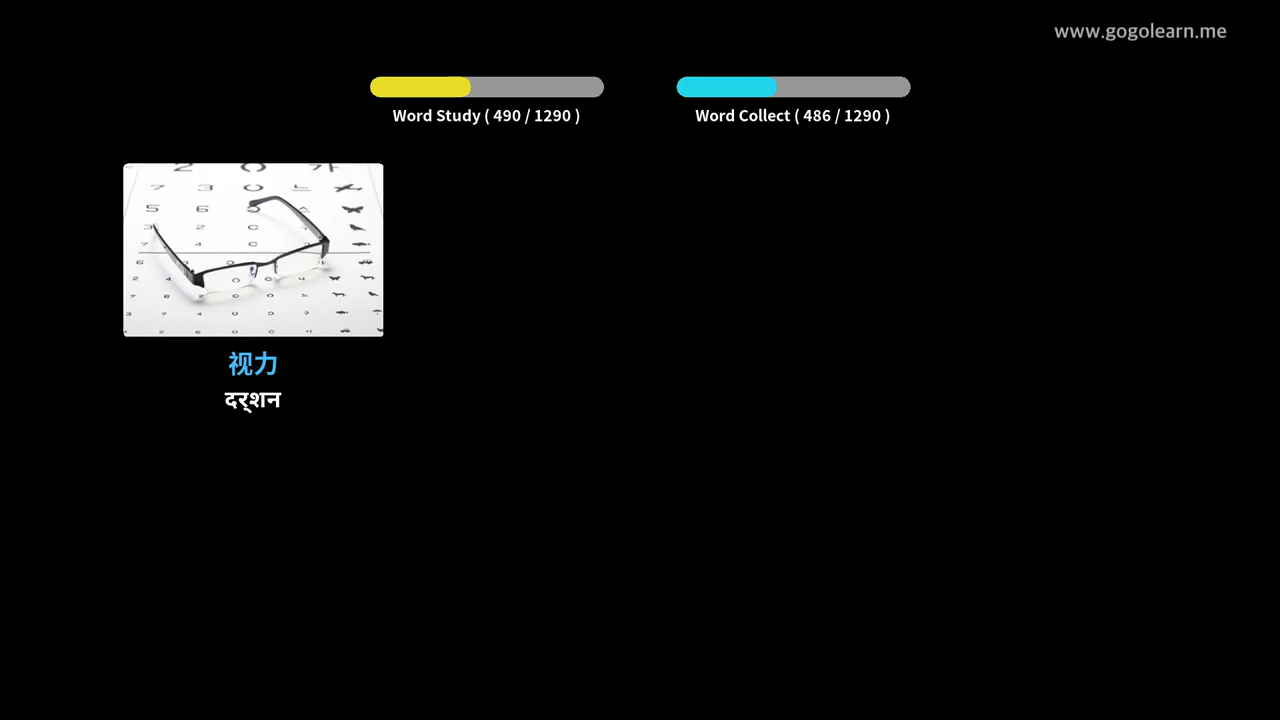 www.gogolearn.me
Word Study ( 490 / 1290 )
Word Collect ( 486 / 1290 )
视力
दर्‌शन